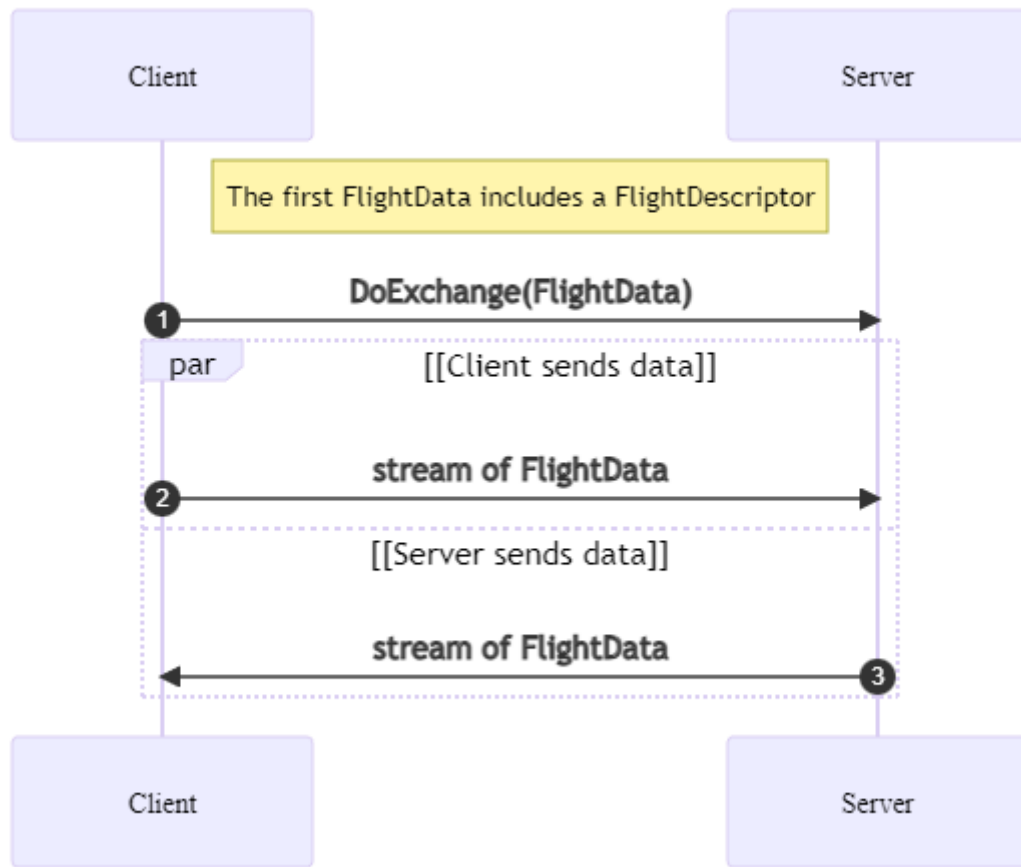 Client
Server
The first FlightData includes a FlightDescriptor
DoExchange(FlightData)
1
par
[[Client sends data]]
stream of FlightData
2
[[Server sends data]]
stream of FlightData
3
Client
Server